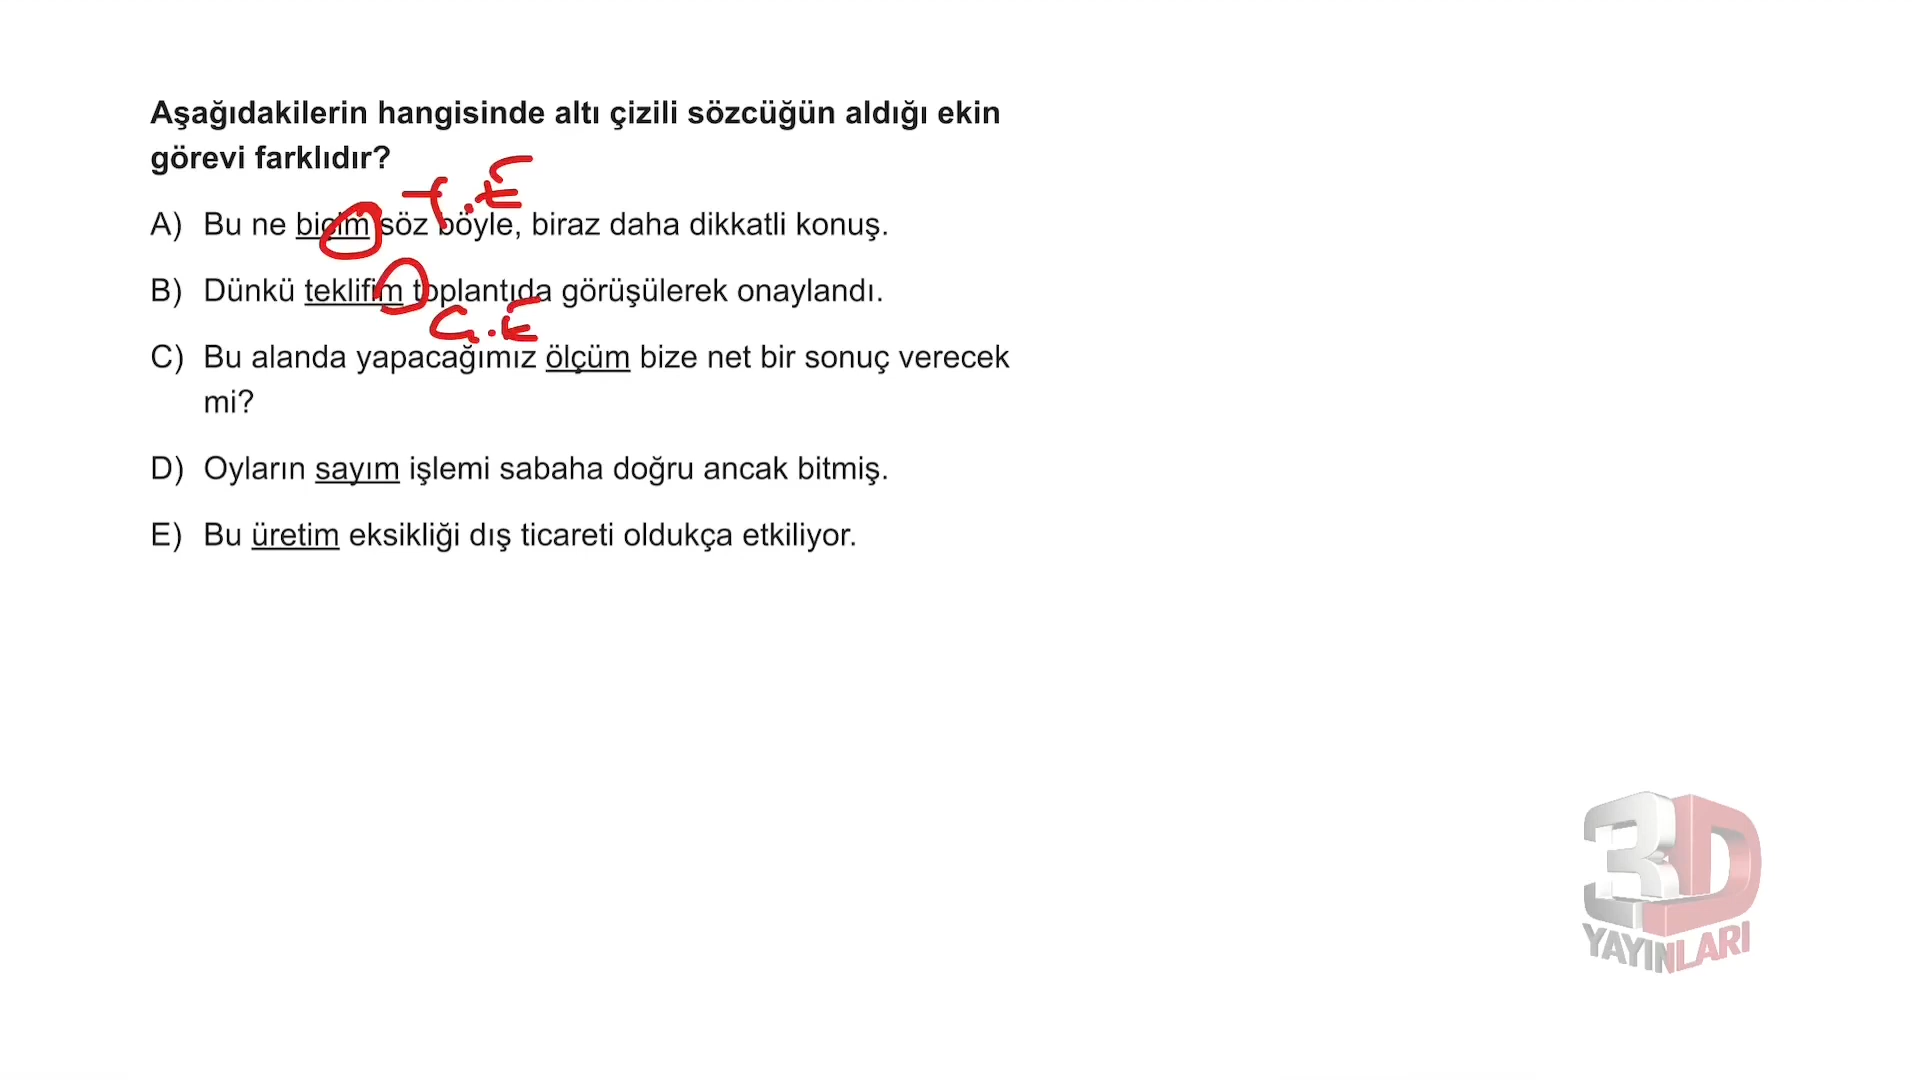 Aşağıdakilerin hangisinde altı çizili sözcüğün aldığı ekin
görevi farklıdır?
Y.E
A) Bu ne biçim söz böyle, biraz daha dikkatli konuş.
B) Dünkü teklifim toplantıda görüşülerek onaylandı.
Ç.E
C) Bu alanda yapacağımız ölçüm bize net bir sonuç verecek
mi?
D) Oyların sayım işlemi sabaha doğru ancak bitmiş.
E) Bu üretim eksikliği dış ticareti oldukça etkiliyor.
3D
YAYINLARI